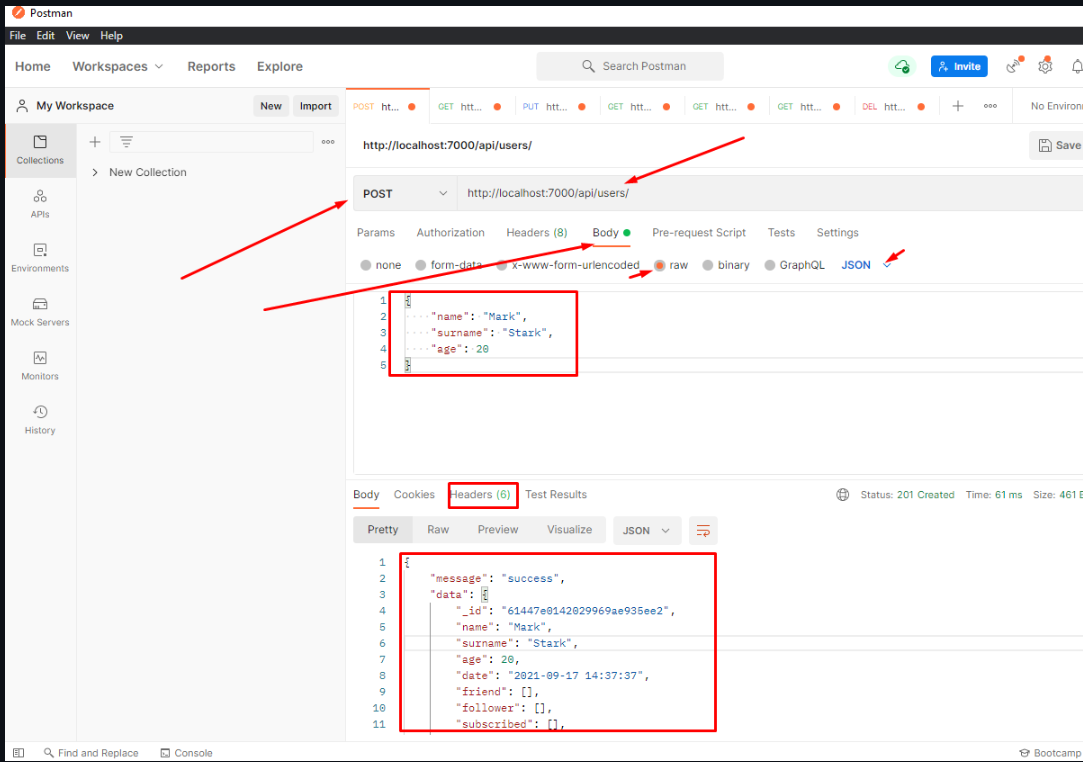 Postman
File Edit View Help
Home Workspaces Reports Explore Search Postman Invite
My Workspace New Import POST htt... GET htt... PUT htt... GET htt... GET htt... GET htt... DEL htt... No Environ
Collections
APIs
Environments
Mock Servers
Monitors
History
New Collection
http://localhost:7000/api/users/ Save
POST http://localhost:7000/api/users/
Params Authorization Headers (8) Body Pre-request Script Tests Settings
none form-data x-www-form-urlencoded raw binary GraphQL JSON
1 {
2 "name": "Mark",
3 "surname": "Stark",
4 "age": 20
5 }
Body Cookies Headers (6) Test Results Status: 201 Created Time: 61 ms Size: 461 B
Pretty Raw Preview Visualize JSON
1 {
2 "message": "success",
3 "data": {
4 "_id": "61447e0142029969ae935ee2",
5 "name": "Mark",
6 "surname": "Stark",
7 "age": 20,
8 "date": "2021-09-17 14:37:37",
9 "friend": [],
10 "follower": [],
11 "subscribed": [],
Find and Replace Console Bootcamp